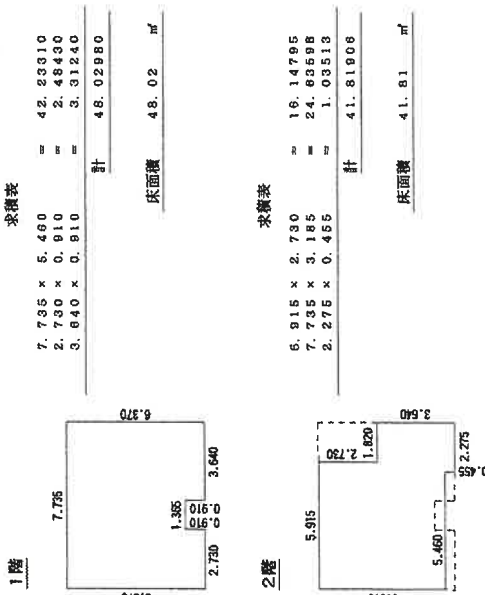 1階
7.735
6.370
1.365
0.910
0.910
2.730
3.640
求積表
7.735 × 5.460 = 42.23310
2.730 × 0.910 = 2.48430
3.640 × 0.910 = 3.31240
計 48.02980
床面積 48.02 ㎡
2階
5.915
2.730
1.820
3.640
5.460
0.455
2.275
求積表
5.915 × 2.730 = 16.14795
7.735 × 3.185 = 24.63598
2.275 × 0.455 = 1.03513
計 41.81906
床面積 41.81 ㎡